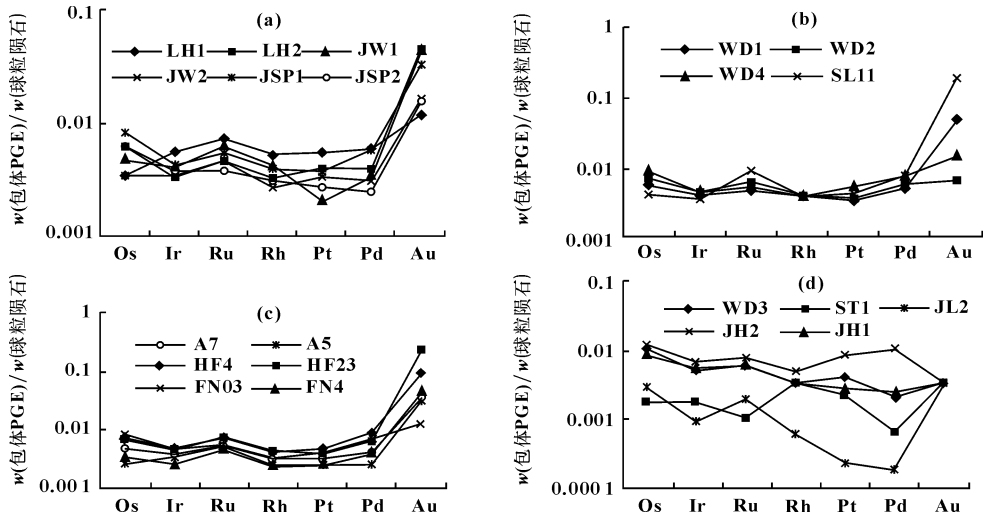 (a)
w(包体PGE)/w(球粒陨石)
0.1
0.01
0.001
LH1 LH2 JW1
JW2 JSP1 JSP2
Os Ir Ru Rh Pt Pd Au
(b)
w(包体PGE)/w(球粒陨石)
1
0.1
0.01
0.001
WD1 WD2
WD4 SL11
Os Ir Ru Rh Pt Pd Au
(c)
w(包体PGE)/w(球粒陨石)
1
0.1
0.01
0.001
A7 A5
HF4 HF23
FN03 FN4
Os Ir Ru Rh Pt Pd Au
(d)
w(包体PGE)/w(球粒陨石)
0.1
0.01
0.001
0.0001
WD3 ST1 JL2
JH2 JH1
Os Ir Ru Rh Pt Pd Au